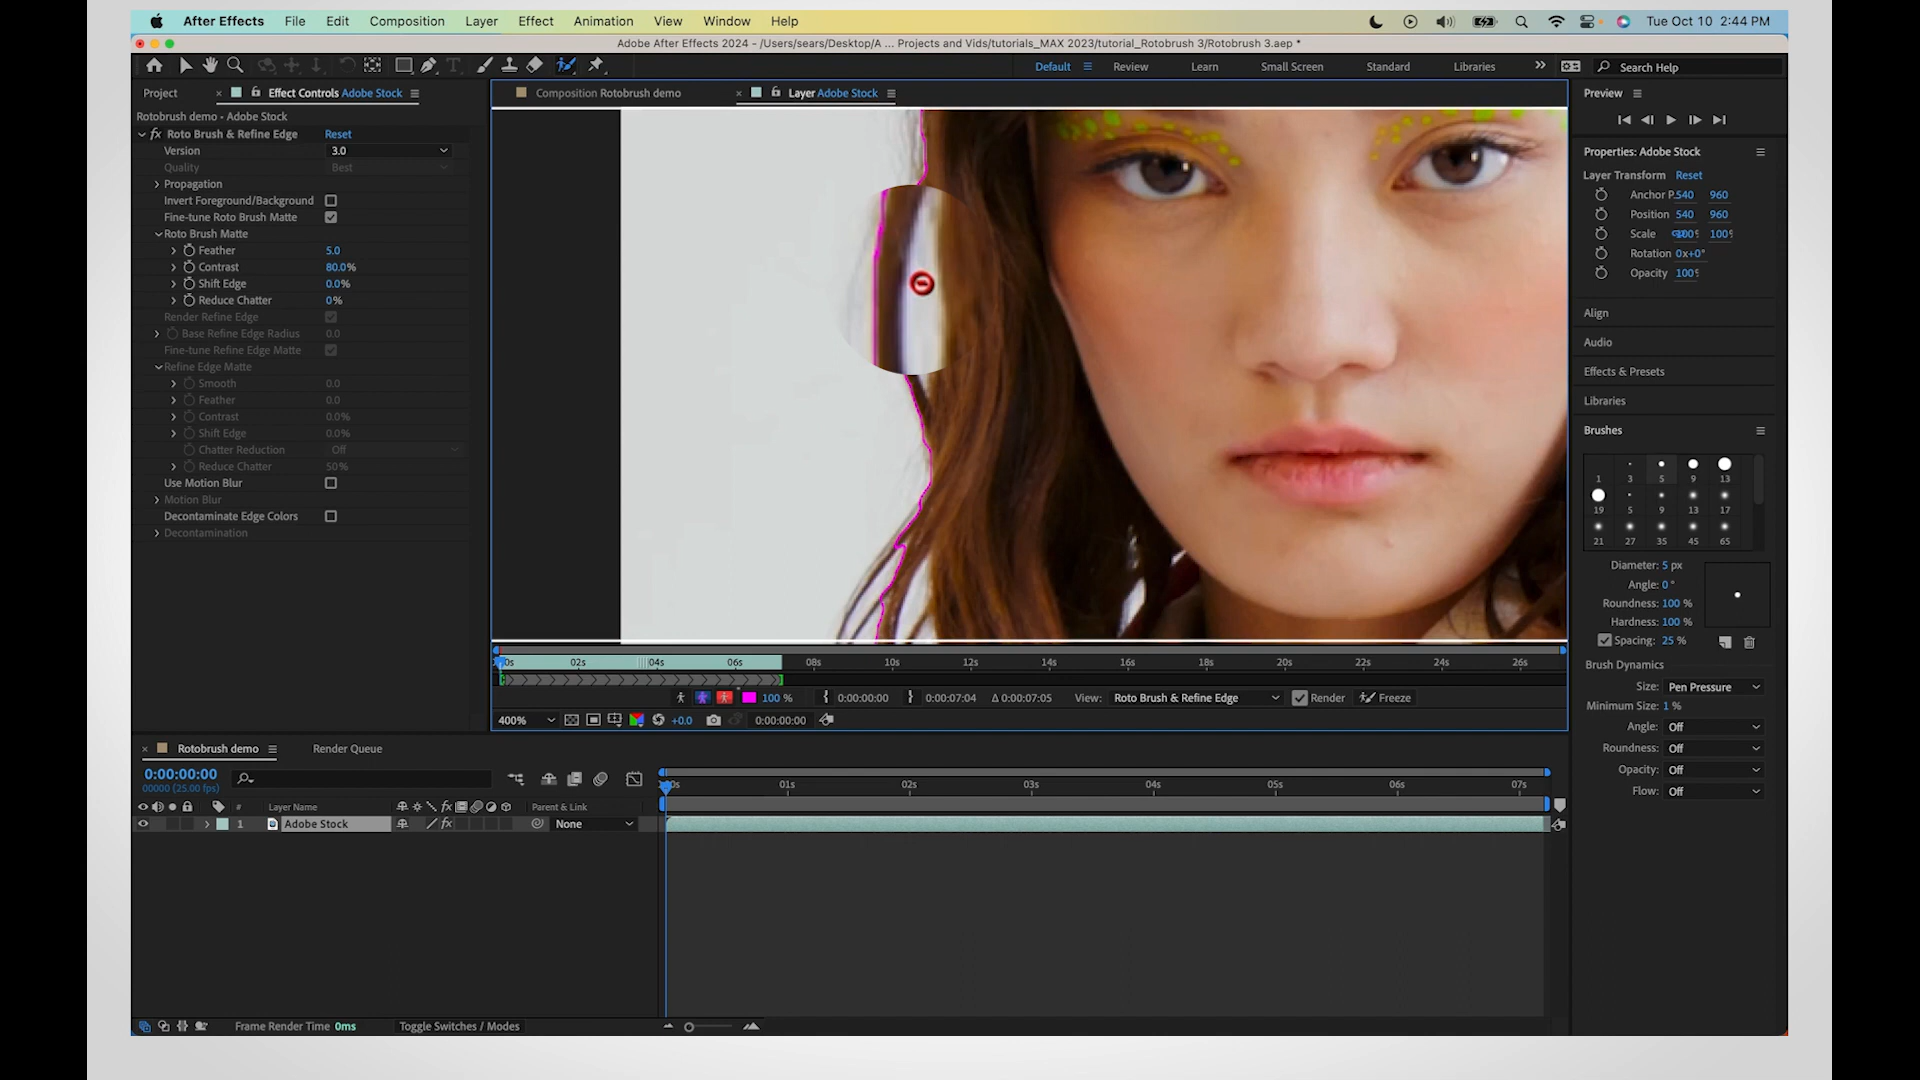 After Effects File Edit Composition Layer Effect Animation View Window Help Tue Oct 10 2:44 PM
Adobe After Effects 2024 - /Users/sears/Desktop/A ... Projects and Vids/tutorials_MAX 2023/tutorial_Rotobrush 3/Rotobrush 3.aep *
Default Review Learn Small Screen Standard Libraries Search Help
Project Effect Controls Adobe Stock
Rotobrush demo - Adobe Stock
fx Roto Brush & Refine Edge Reset
Version 3.0
Quality Best
Propagation
Invert Foreground/Background
Fine-tune Roto Brush Matte
Roto Brush Matte
Feather 5.0
Contrast 80.0%
Shift Edge 0.0%
Reduce Chatter 0%
Render Refine Edge
Base Refine Edge Radius 0.0
Fine-tune Refine Edge Matte
Refine Edge Matte
Smooth 0.0
Feather 0.0
Contrast 0.0%
Shift Edge 0.0%
Chatter Reduction Off
Reduce Chatter 50%
Use Motion Blur
Motion Blur
Decontaminate Edge Colors
Decontamination
Composition Rotobrush demo Layer Adobe Stock
0s 02s 04s 06s 08s 10s 12s 14s 16s 18s 20s 22s 24s 26s
100 % 0:00:00:00 0:00:07:04 Δ 0:00:07:05 View: Roto Brush & Refine Edge Render Freeze
400% +0.0 0:00:00:00
Preview
Properties: Adobe Stock
Layer Transform Reset
Anchor P. 540 960
Position 540 960
Scale 100% 100%
Rotation 0x+0°
Opacity 100%
Align
Audio
Effects & Presets
Libraries
Brushes
1 3 5 9 13
19 5 9 13 17
21 27 35 45 65
Diameter: 5 px
Angle: 0 °
Roundness: 100 %
Hardness: 100 %
Spacing: 25 %
Brush Dynamics
Size: Pen Pressure
Minimum Size: 1 %
Angle: Off
Roundness: Off
Opacity: Off
Flow: Off
Rotobrush demo Render Queue
0:00:00:00
00000 (25.00 fps)
0s 01s 02s 03s 04s 05s 06s 07s
# Layer Name fx Parent & Link
1 Adobe Stock fx None
Frame Render Time 0ms Toggle Switches / Modes